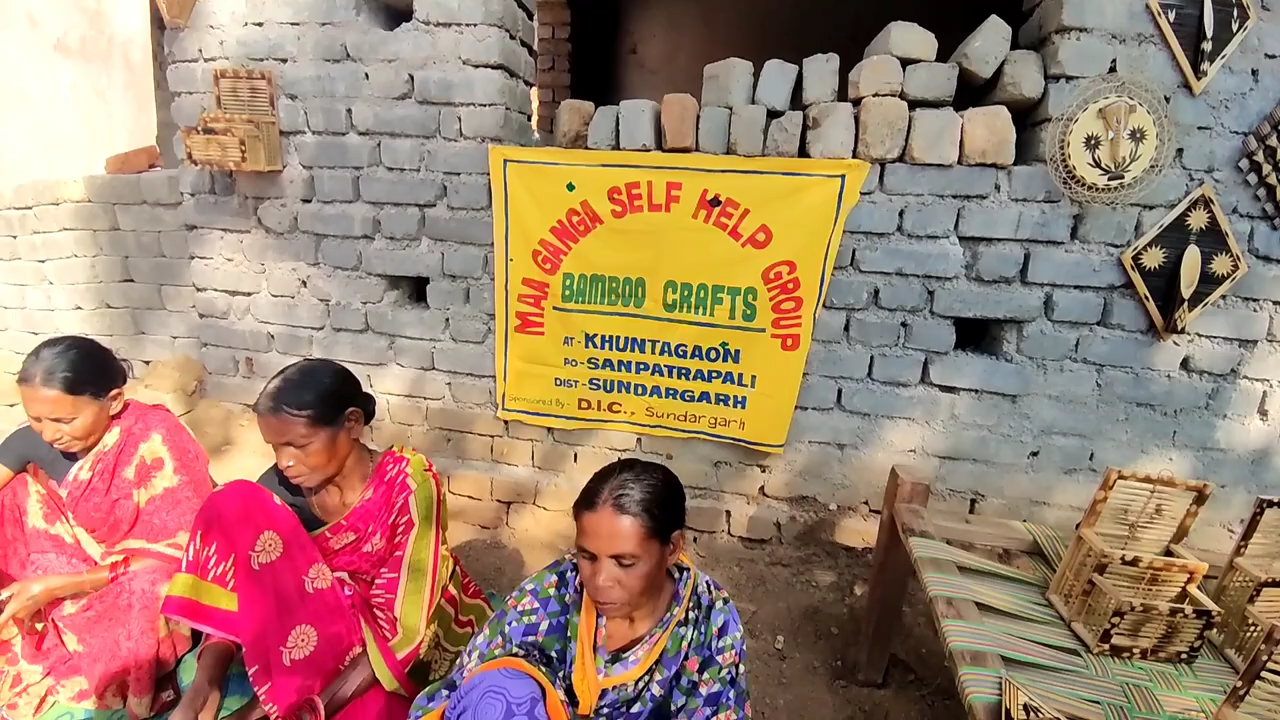 MAA GANGA SELF HELP GROUP
BAMBOO CRAFTS
AT-KHUNTAGAON
PO-SANPATRAPALI
DIST-SUNDARGARH
Sponsored By- D.I.C., Sundargarh